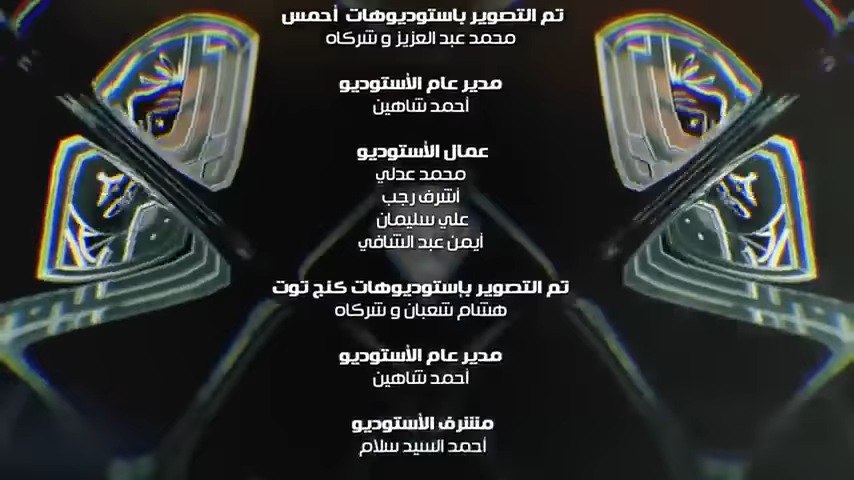 تم التصوير باستوديوهات أحمس
محمد عبد العزيز و شركاه
مدير عام الأستوديو
أحمد شاهين
عمال الأستوديو
محمد عدلي
أشرف رجب
علي سليمان
أيمن عبد الشافي
تم التصوير بإستوديوهات كنج توت
هشام شعبان و شركاه
مدير عام الأستوديو
أحمد شاهين
مشرف الأستوديو
أحمد السيد سلام